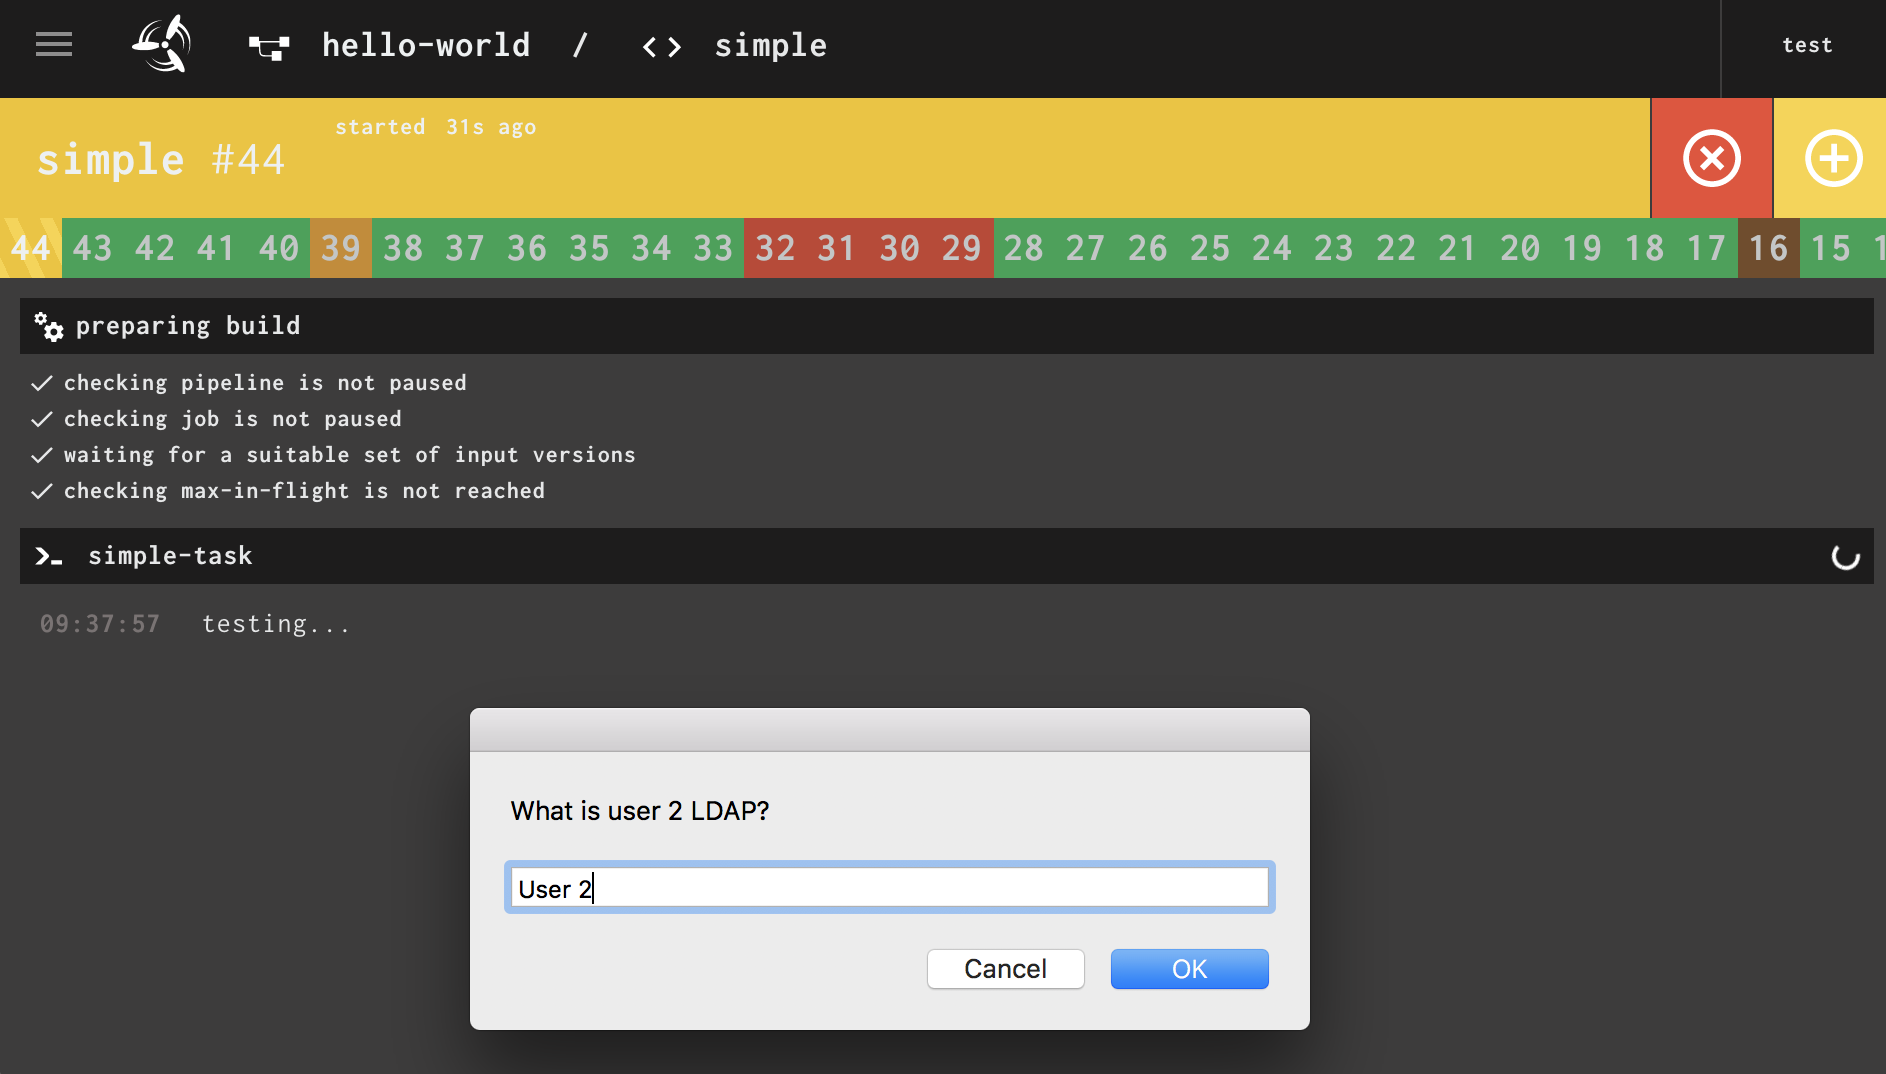 hello-world / <> simple
test
started 31s ago
simple #44
44 43 42 41 40 39 38 37 36 35 34 33 32 31 30 29 28 27 26 25 24 23 22 21 20 19 18 17 16 15
preparing build
checking pipeline is not paused
checking job is not paused
waiting for a suitable set of input versions
checking max-in-flight is not reached
simple-task
09:37:57 testing...
What is user 2 LDAP?
User 2
Cancel OK